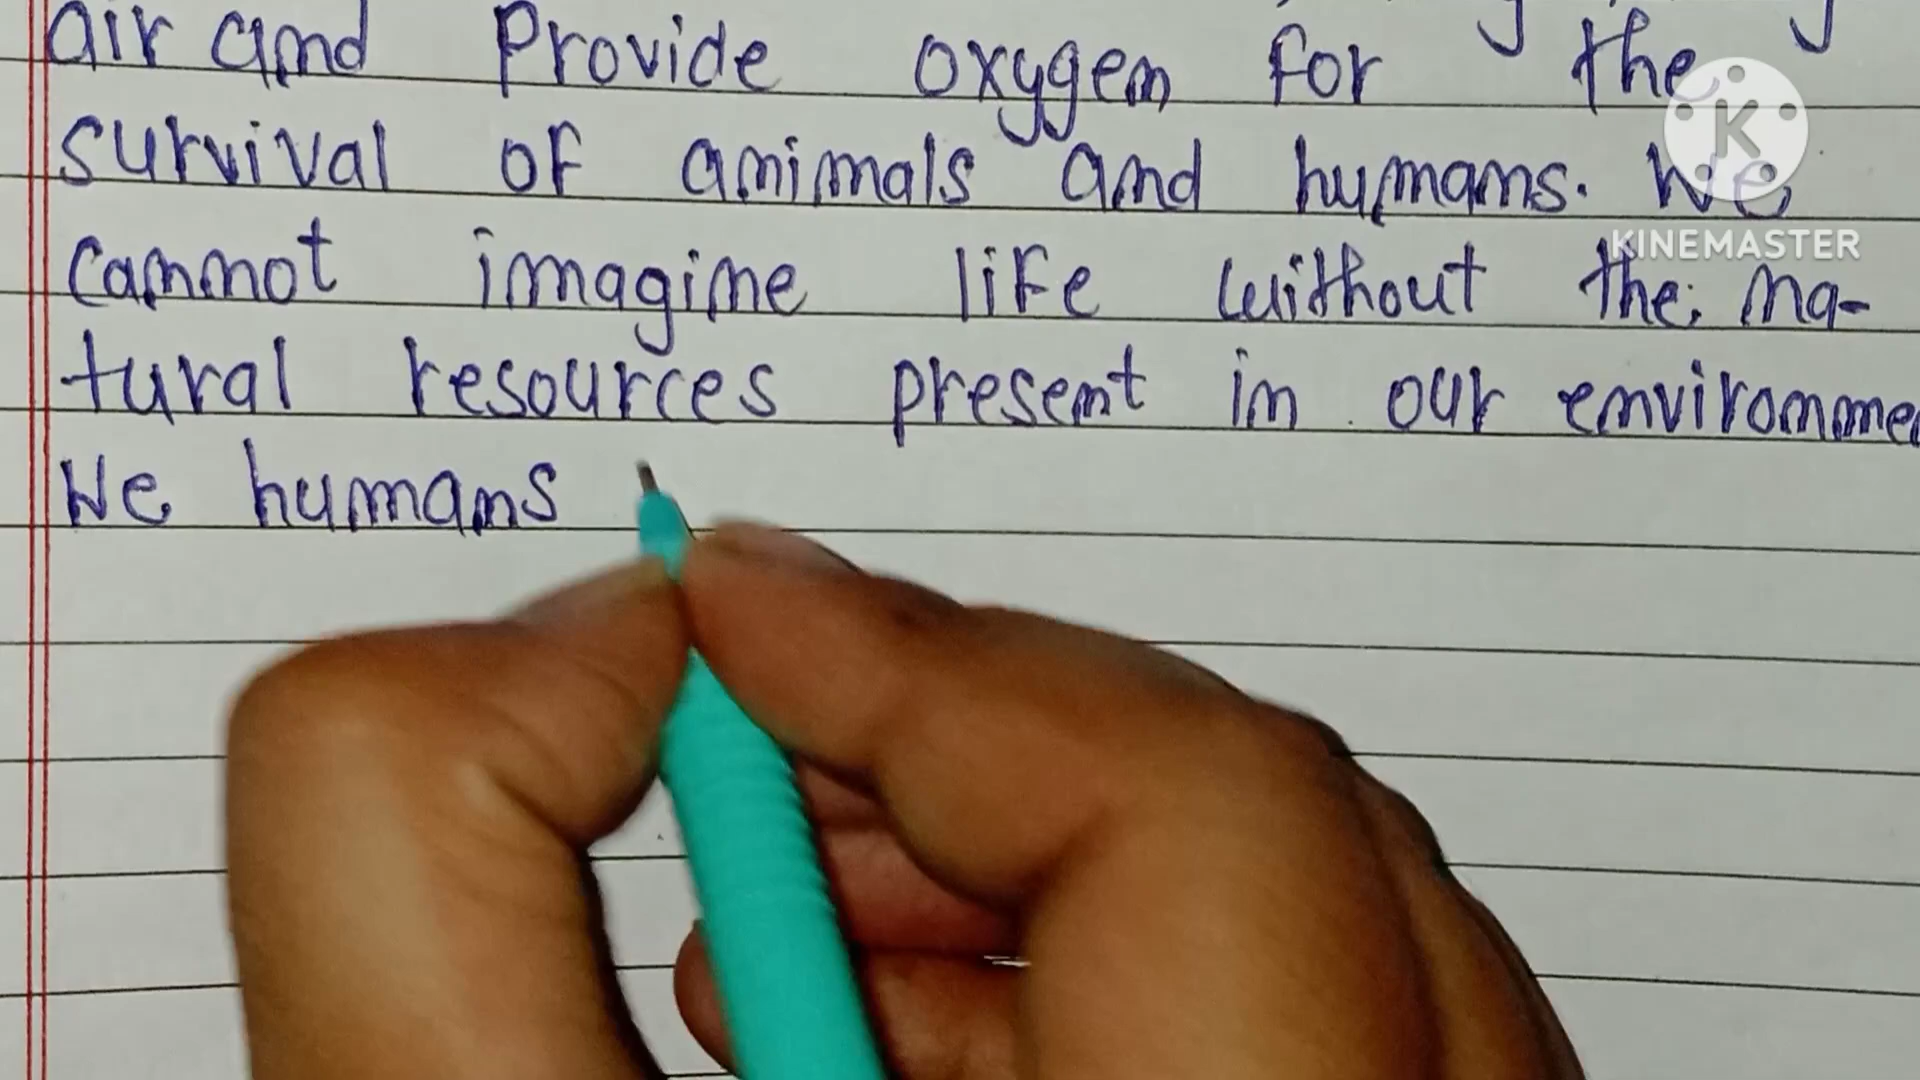 air and Provide oxygen for the
survival of animals and humans. We
cannot imagine life without the na-
tural resources present in our environme
We humans
K
KINEMASTER